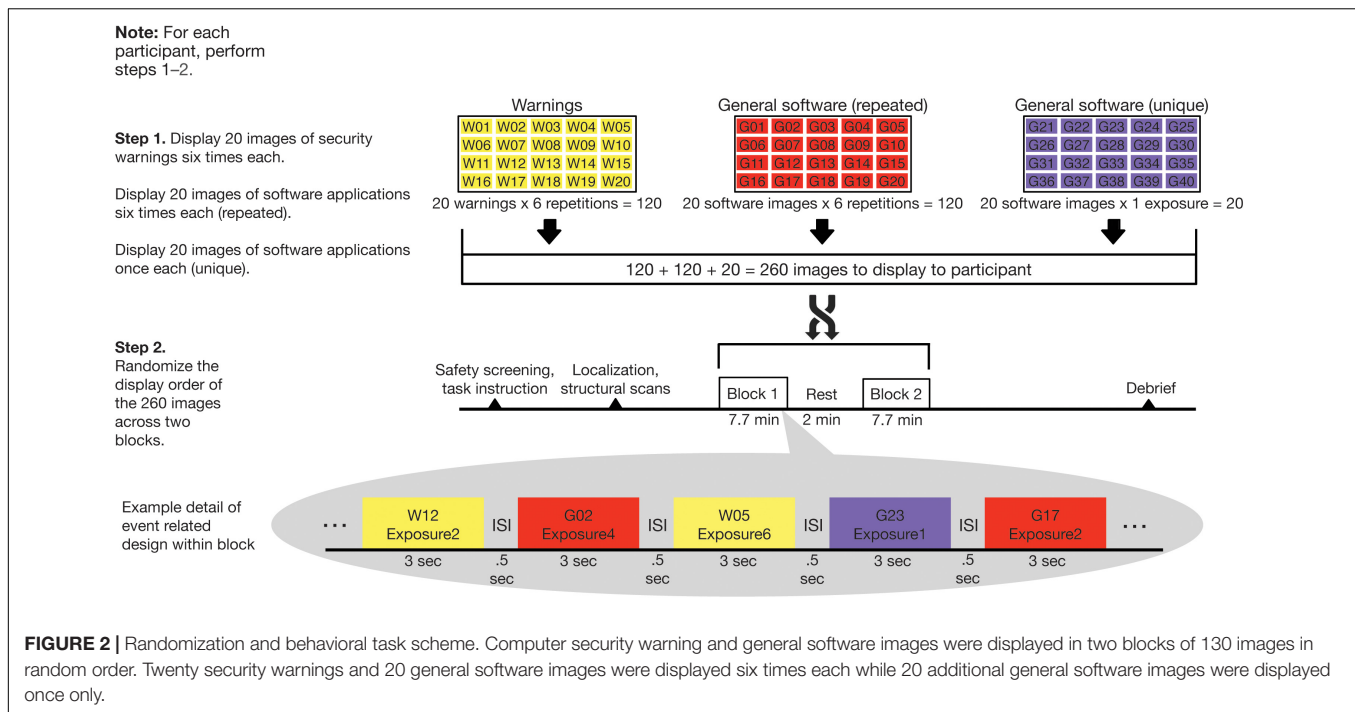 Note: For each
participant, perform
steps 1–2.
Step 1. Display 20 images of security
warnings six times each.
Display 20 images of software applications
six times each (repeated).
Display 20 images of software applications
once each (unique).
Warnings
W01 W02 W03 W04 W05
W06 W07 W08 W09 W10
W11 W12 W13 W14 W15
W16 W17 W18 W19 W20
20 warnings x 6 repetitions = 120
General software (repeated)
G01 G02 G03 G04 G05
G06 G07 G08 G09 G10
G11 G12 G13 G14 G15
G16 G17 G18 G19 G20
20 software images x 6 repetitions = 120
General software (unique)
G21 G22 G23 G24 G25
G26 G27 G28 G29 G30
G31 G32 G33 G34 G35
G36 G37 G38 G39 G40
20 software images x 1 exposure = 20
120 + 120 + 20 = 260 images to display to participant
Step 2.
Randomize the
display order of
the 260 images
across two
blocks.
Safety screening,
task instruction
Localization,
structural scans
Block 1
7.7 min
Rest
2 min
Block 2
7.7 min
Debrief
Example detail of
event related
design within block
...
W12
Exposure2
3 sec
ISI
.5
sec
G02
Exposure4
3 sec
ISI
.5
sec
W05
Exposure6
3 sec
ISI
.5
sec
G23
Exposure1
3 sec
ISI
.5
sec
G17
Exposure2
3 sec
...
FIGURE 2 | Randomization and behavioral task scheme. Computer security warning and general software images were displayed in two blocks of 130 images in
random order. Twenty security warnings and 20 general software images were displayed six times each while 20 additional general software images were displayed
once only.